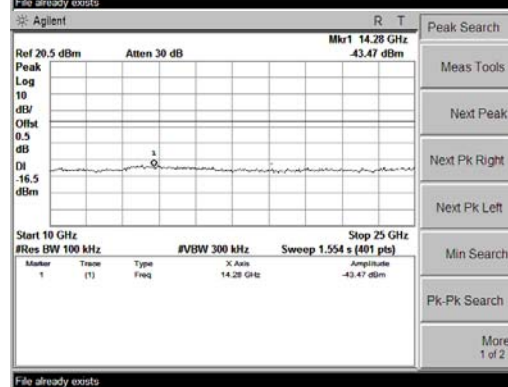 File already exists
Agilent R T
Mkr1 14.28 GHz
Ref 20.5 dBm Atten 30 dB -43.47 dBm
Peak
Log
10
dB/
Offst
0.5
dB
DI
-16.5
dBm
1
Start 10 GHz Stop 25 GHz
#Res BW 100 kHz #VBW 300 kHz Sweep 1.554 s (401 pts)
Marker Trace Type X Axis Amplitude
1 (1) Freq 14.28 GHz -43.47 dBm
File already exists
Peak Search
Meas Tools
Next Peak
Next Pk Right
Next Pk Left
Min Search
Pk-Pk Search
More
1 of 2